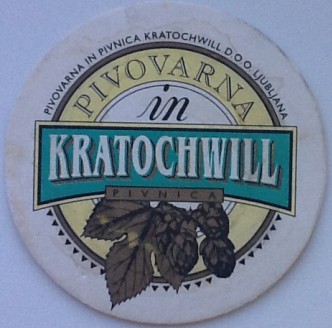 PIVOVARNA IN PIVNICA KRATOCHWILL D.O.O. LJUBLJANA
PIVOVARNA
in
KRATOCHWILL
PIVNICA